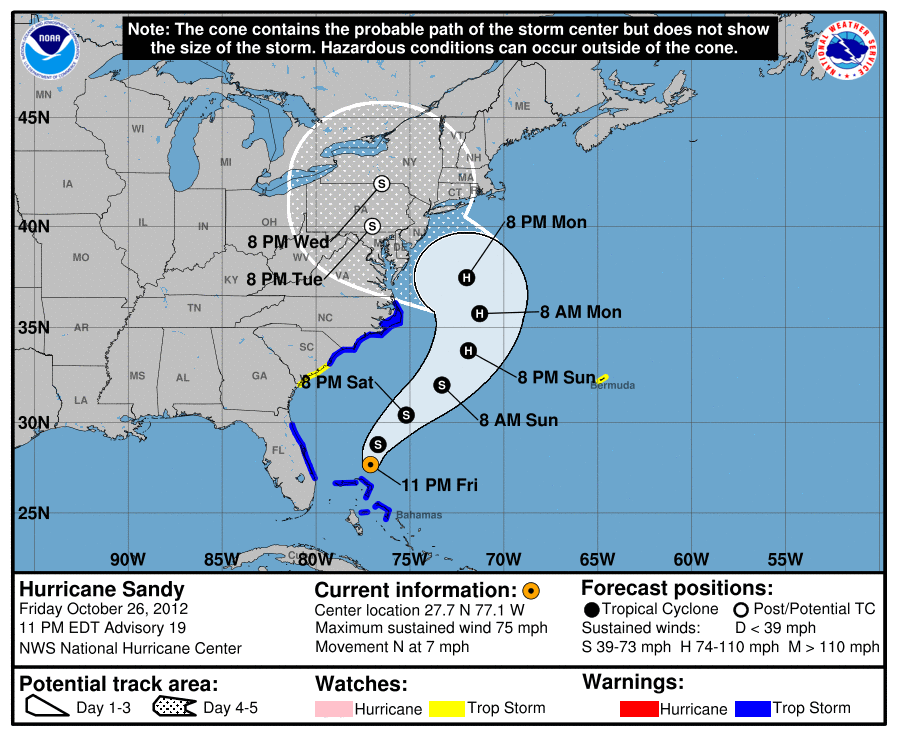 Note: The cone contains the probable path of the storm center but does not show
the size of the storm. Hazardous conditions can occur outside of the cone.
NOAA
NATIONAL WEATHER SERVICE
MN
WI
MI
ME
VT
NH
NY
MA
CT
RI
45N
IA
IL
IN
OH
PA
NJ
40N
MO
KY
WV
VA
MD
DE
S
S
8 PM Wed
8 PM Tue
8 PM Mon
H
H
8 AM Mon
35N
TN
NC
AR
SC
H
8 PM Sun
Bermuda
MS
AL
GA
LA
8 PM Sat
S
8 AM Sun
30N
S
S
FL
11 PM Fri
25N
Bahamas
90W
85W
80W
75W
70W
65W
60W
55W
Hurricane Sandy
Friday October 26, 2012
11 PM EDT Advisory 19
NWS National Hurricane Center
Current information:
Center location 27.7 N 77.1 W
Maximum sustained wind 75 mph
Movement N at 7 mph
Forecast positions:
Tropical Cyclone Post/Potential TC
Sustained winds: D < 39 mph
S 39-73 mph H 74-110 mph M > 110 mph
Potential track area:
Day 1-3 Day 4-5
Watches:
Hurricane Trop Storm
Warnings:
Hurricane Trop Storm